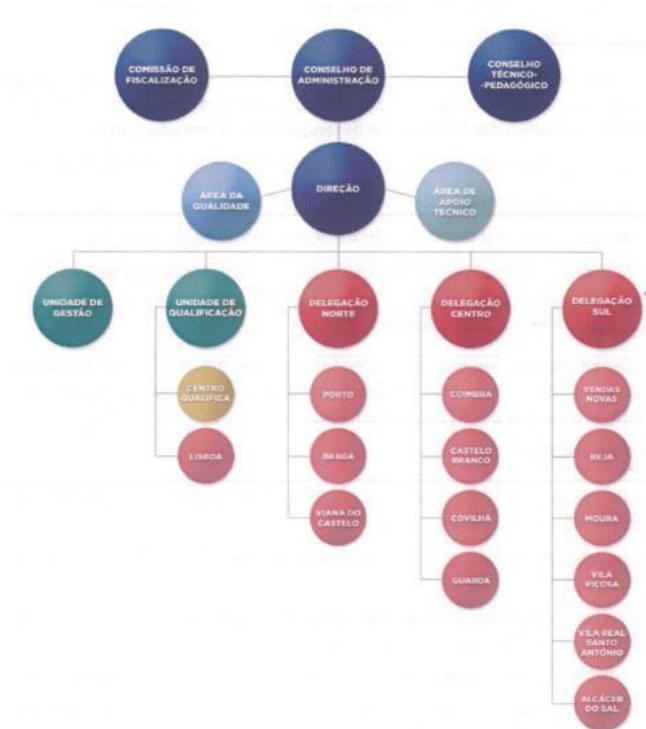 COMISSÃO DE
FISCALIZAÇÃO
CONSELHO DE
ADMINISTRAÇÃO
CONSELHO
TÉCNICO-
-PEDAGÓGICO
ÁREA DA
QUALIDADE
DIREÇÃO
ÁREA DE
APOIO
TÉCNICO
UNIDADE DE
GESTÃO
UNIDADE DE
QUALIFICAÇÃO
DELEGAÇÃO
NORTE
DELEGAÇÃO
CENTRO
DELEGAÇÃO
SUL
CENTRO
QUALIFICA
PORTO
COIMBRA
VENDAS
NOVAS
LISBOA
BRAGA
CASTELO
BRANCO
BEJA
VIANA DO
CASTELO
COVILHÃ
MOURA
GUARDA
VILA
VIÇOSA
VILA REAL
SANTO
ANTÓNIO
ALCÁCER
DO SAL